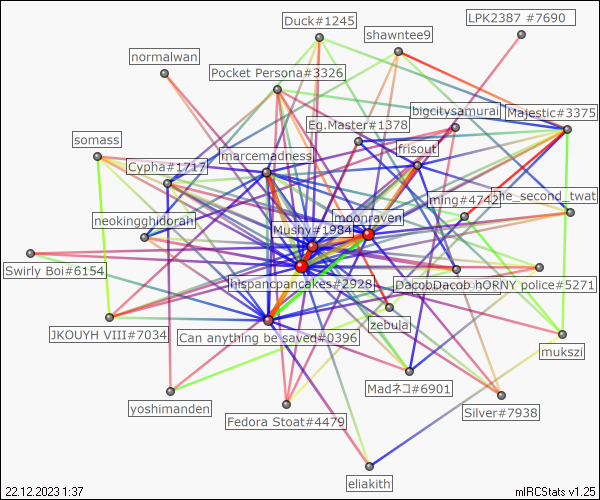 Duck#1245
LPK2387 #7690
shawntee9
normalwan
Pocket Persona#3326
bigcitysamurai
Majestic#3375
Eg.Master#1378
somass
frisout
marcemadness
Cypha#1717
ming#4742
he_second_twat
neokingghidorah
moonraven
Mushy#1984
Swirly Boi#6154
hispancpancakes#2928
DacobDacob
hORNY police#5271
zebula
JKOUYH VIII#7034
Can anything be saved#0396
mukszi
Madネコ#6901
yoshimanden
Fedora Stoat#4479
Silver#7938
eliakith
22.12.2023 1:37
mIRCStats v1.25